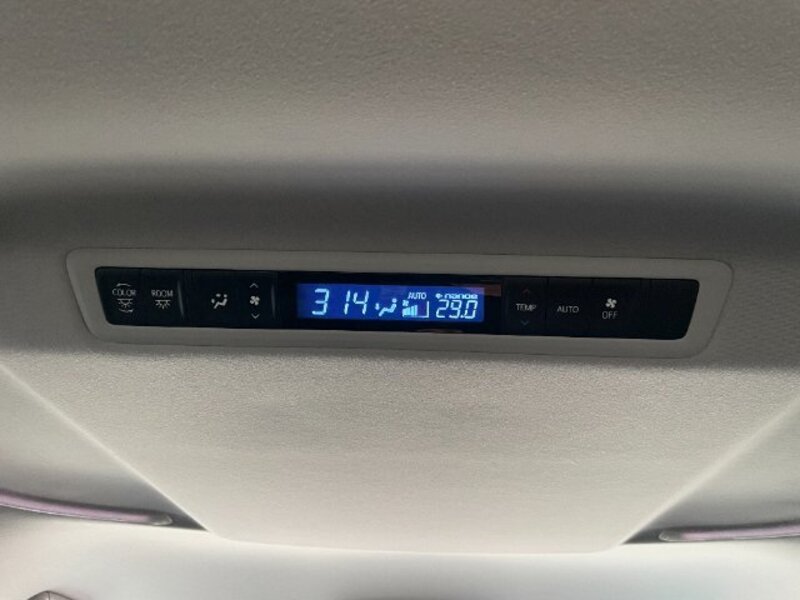 COLOR
ROOM
3 14
AUTO
nanoe
29.0
TEMP
AUTO
OFF